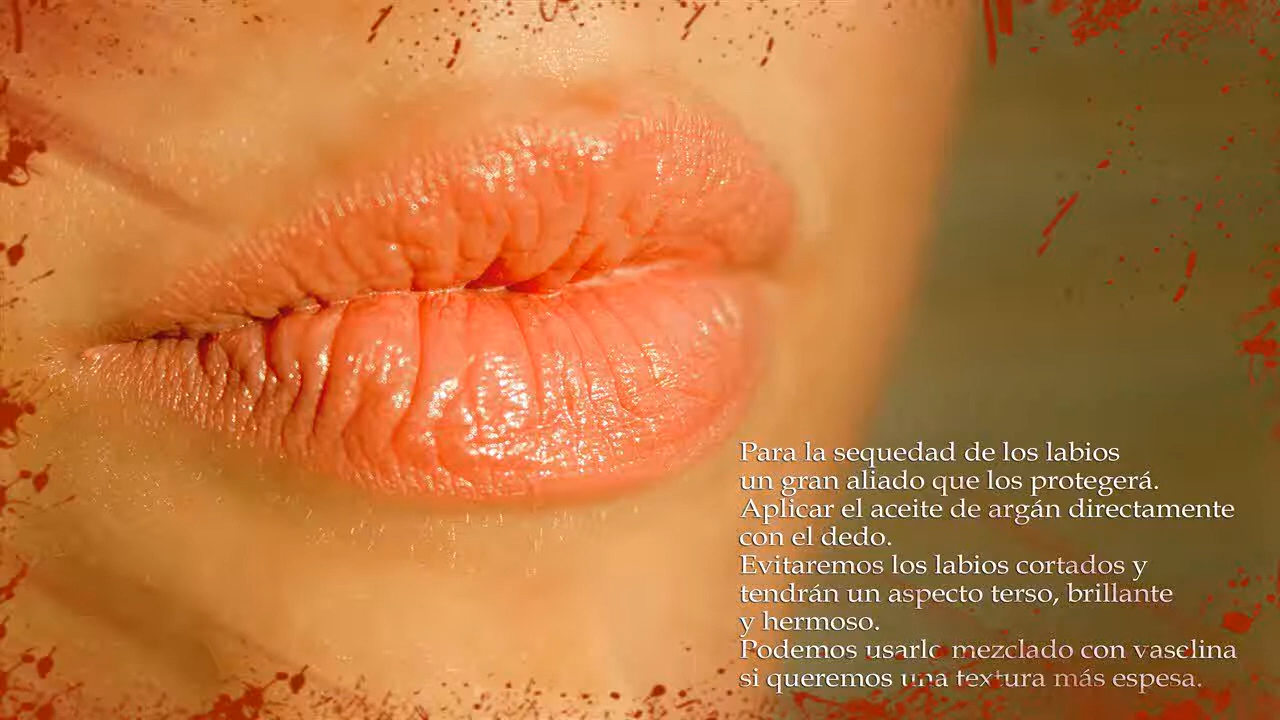 Para la sequedad de los labios
un gran aliado que los protegerá.
Aplicar el aceite de argán directamente
con el dedo.
Evitaremos los labios cortados y
tendrán un aspecto terso, brillante
y hermoso.
Podemos usarlo mezclado con vaselina
si queremos una textura más espesa.